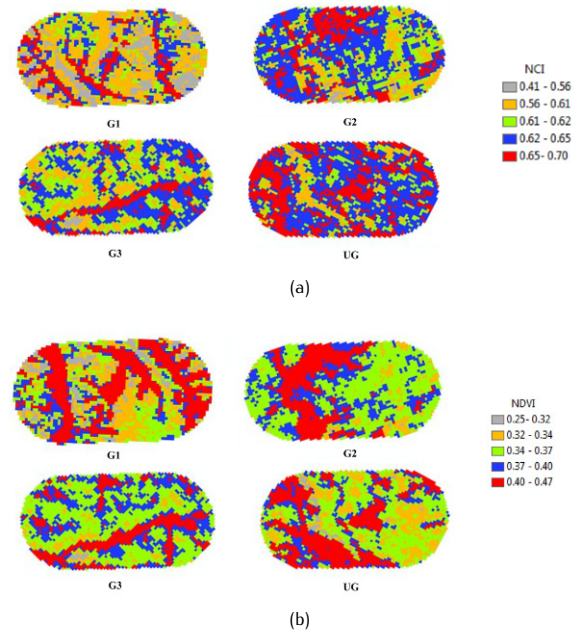 NCI
0.41 - 0.56
0.56 - 0.61
0.61 - 0.62
0.62 - 0.65
0.65- 0.70
G1
G2
G3
UG
(a)
NDVI
0.25- 0.32
0.32 - 0.34
0.34 - 0.37
0.37 - 0.40
0.40 - 0.47
G1
G2
G3
UG
(b)